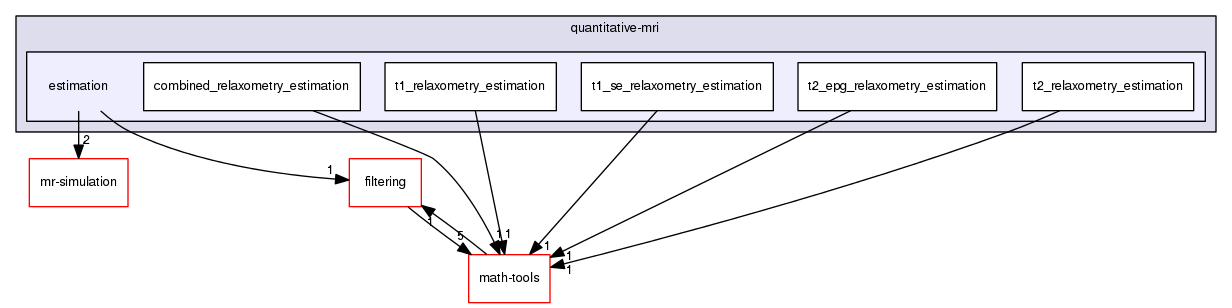 quantitative-mri
estimation
combined_relaxometry_estimation
t1_relaxometry_estimation
t1_se_relaxometry_estimation
t2_epg_relaxometry_estimation
t2_relaxometry_estimation
2
1
mr-simulation
filtering
1
5
1
1
1
1
1
math-tools